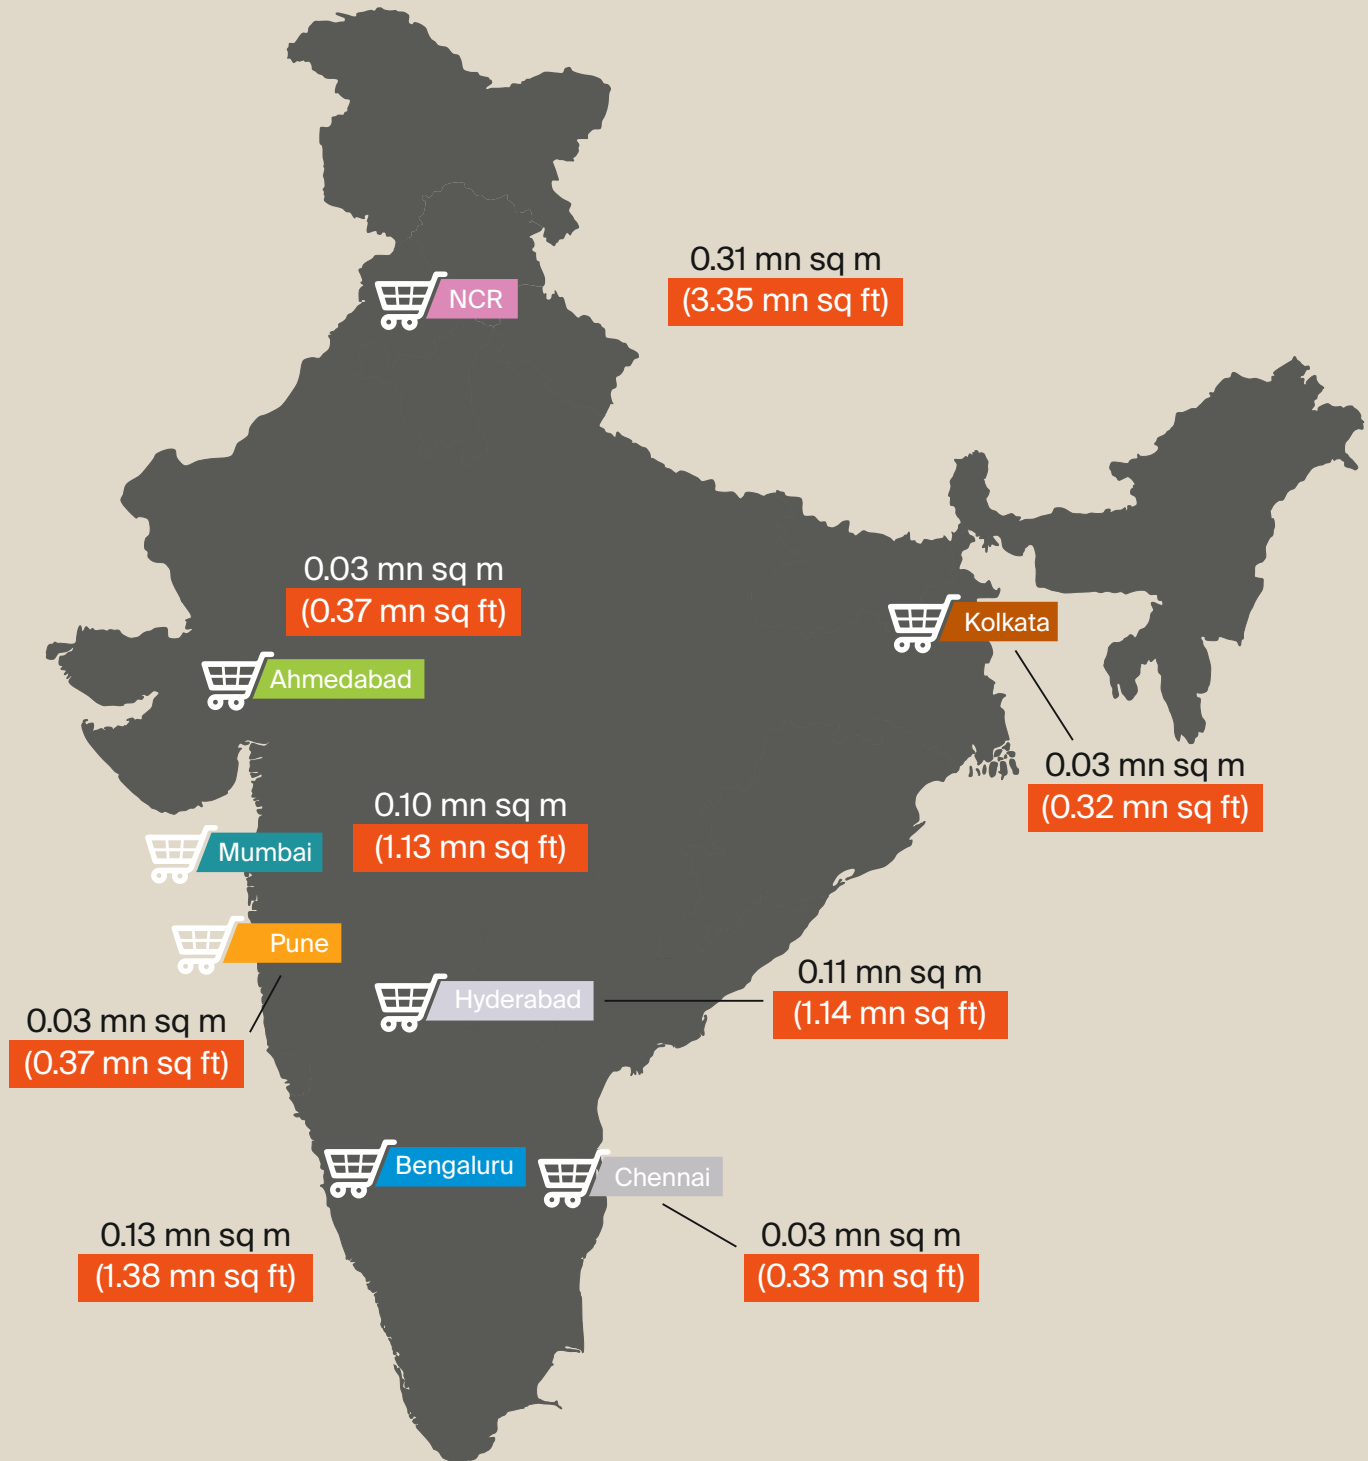 NCR
0.31 mn sq m
(3.35 mn sq ft)
0.03 mn sq m
(0.37 mn sq ft)
Ahmedabad
Kolkata
0.03 mn sq m
(0.32 mn sq ft)
0.10 mn sq m
(1.13 mn sq ft)
Mumbai
Pune
0.03 mn sq m
(0.37 mn sq ft)
Hyderabad
0.11 mn sq m
(1.14 mn sq ft)
Bengaluru
0.13 mn sq m
(1.38 mn sq ft)
Chennai
0.03 mn sq m
(0.33 mn sq ft)